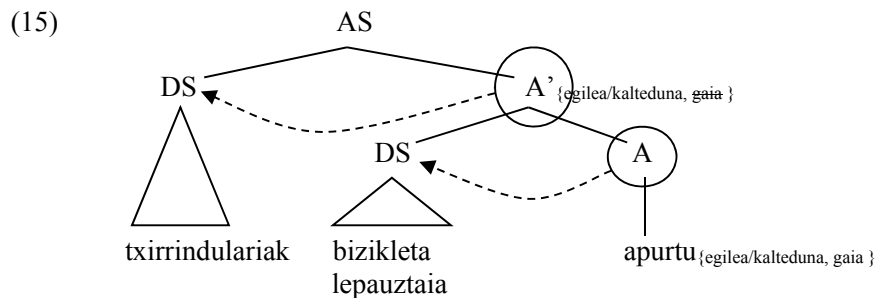 (15) AS
DS A’{egilea/kalteduna, gaia }
DS A
txirrindulariak bizikleta apurtu{egilea/kalteduna, gaia }
lepauztaia